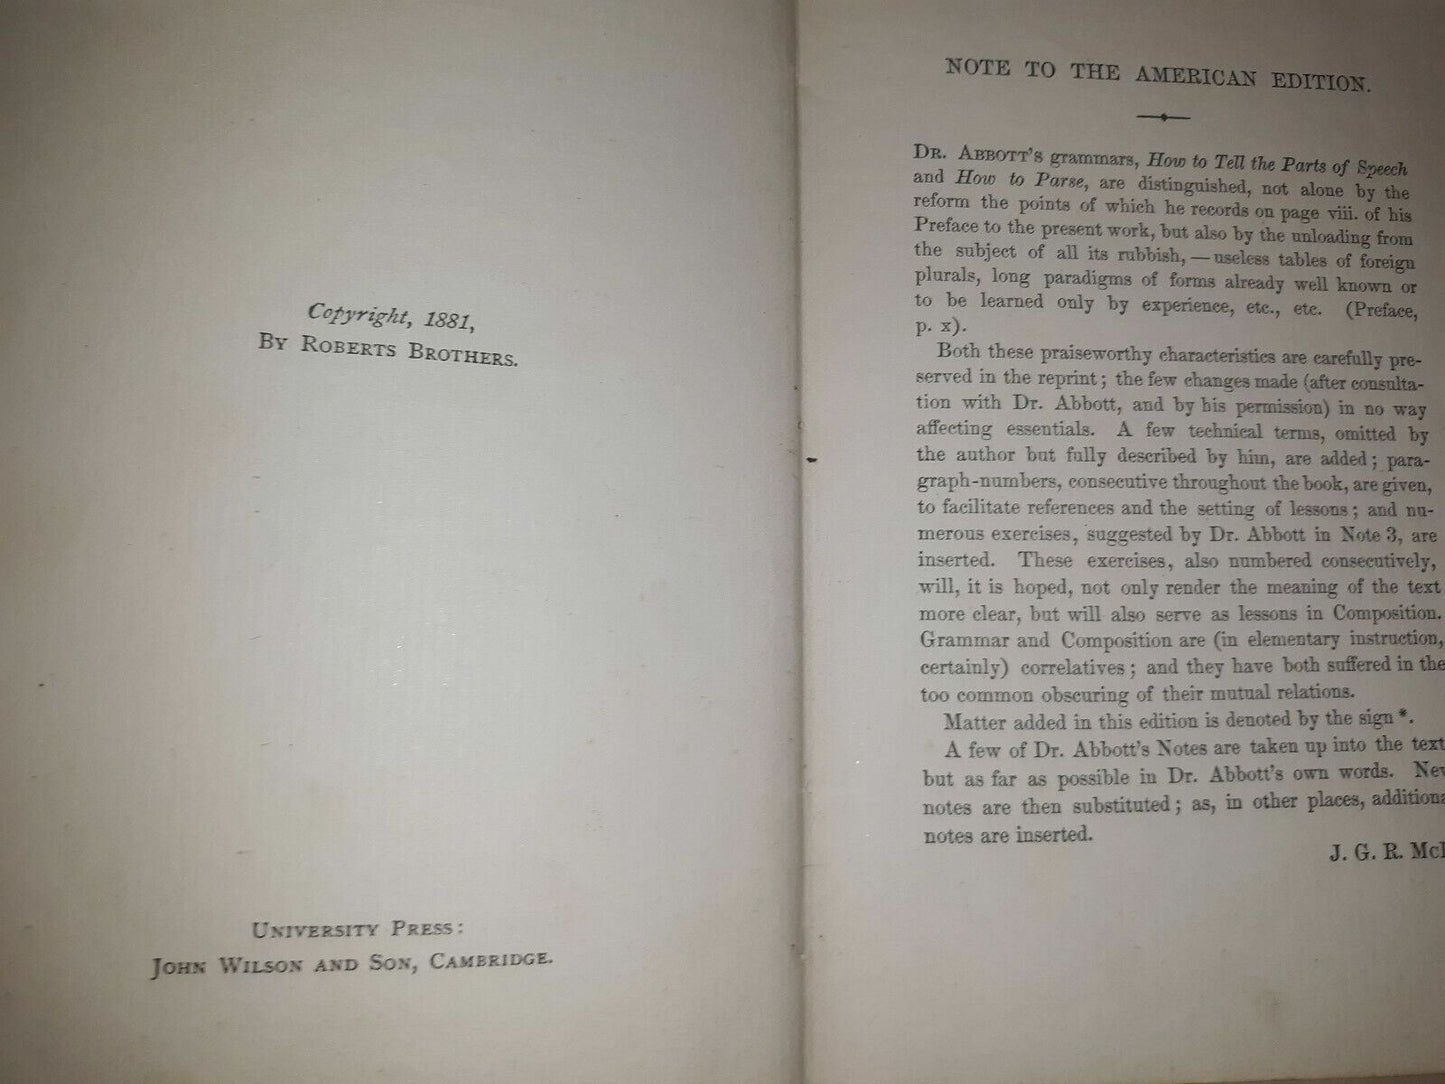 Copyright, 1881,
By Roberts Brothers.
University Press:
John Wilson and Son, Cambridge.
NOTE TO THE AMERICAN EDITION.
Dr. Abbott's grammars, How to Tell the Parts of Speech
and How to Parse, are distinguished, not alone by the
reform the points of which he records on page viii. of his
Preface to the present work, but also by the unloading from
the subject of all its rubbish, — useless tables of foreign
plurals, long paradigms of forms already well known or
to be learned only by experience, etc., etc. (Preface,
p. x).
Both these praiseworthy characteristics are carefully pre-
served in the reprint; the few changes made (after consulta-
tion with Dr. Abbott, and by his permission) in no way
affecting essentials. A few technical terms, omitted by
the author but fully described by him, are added; para-
graph-numbers, consecutive throughout the book, are given,
to facilitate references and the setting of lessons; and nu-
merous exercises, suggested by Dr. Abbott in Note 3, are
inserted. These exercises, also numbered consecutively,
will, it is hoped, not only render the meaning of the text
more clear, but will also serve as lessons in Composition.
Grammar and Composition are (in elementary instruction,
certainly) correlatives; and they have both suffered in the
too common obscuring of their mutual relations.
Matter added in this edition is denoted by the sign *.
A few of Dr. Abbott's Notes are taken up into the text
but as far as possible in Dr. Abbott's own words.
notes are then substituted; as, in other places,
notes are inserted.
J. G. R.